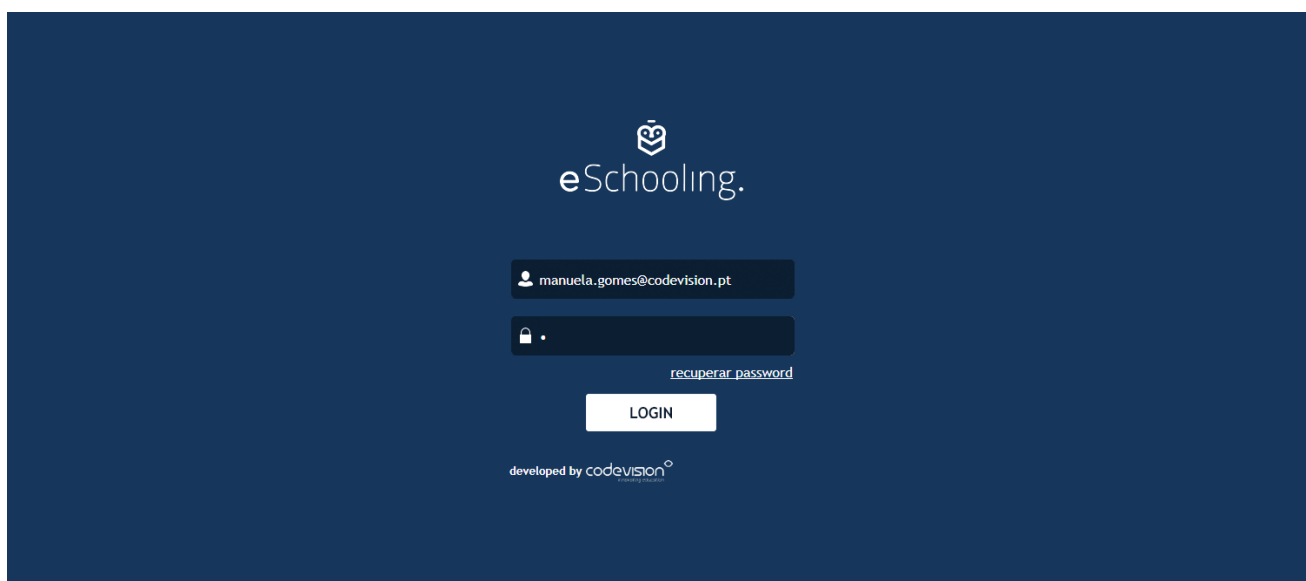 eSchooling.
manuela.gomes@codevision.pt
•
recuperar password
LOGIN
developed by codevision